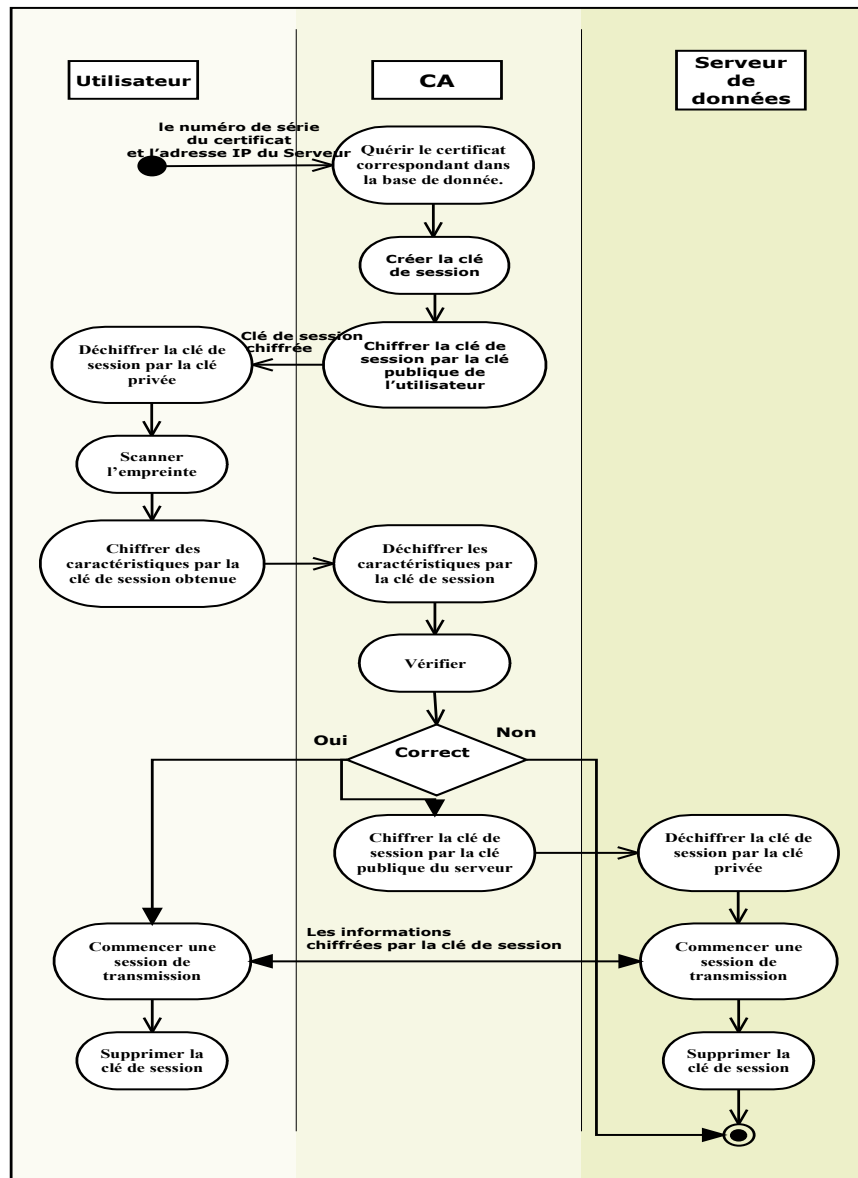 Utilisateur
CA
Serveur
de
données
le numéro de série
du certificat
et l'adresse IP du Serveur
Quérir le certificat
correspondant dans
la base de donnée.
Créer la clé
de session
Clé de session
chiffrée
Chiffrer la clé de
session par la clé
publique de
l'utilisateur
Déchiffrer la clé de
session par la clé
privée
Scanner
l'empreinte
Chiffrer des
caractéristiques par la
clé de session obtenue
Déchiffrer les
caractéristiques par
la clé de session
Vérifier
Oui
Correct
Non
Chiffrer la clé de
session par la clé
publique du serveur
Déchiffrer la clé de
session par la clé
privée
Commencer une
session de
transmission
Les informations
chiffrées par la clé de session
Commencer une
session de
transmission
Supprimer la
clé de session
Supprimer la
clé de session